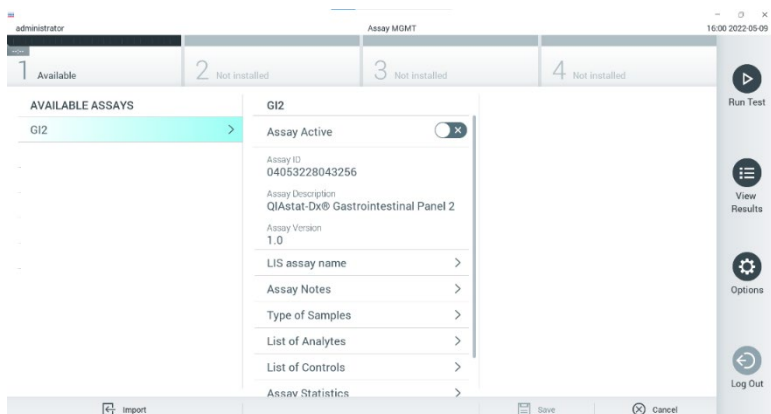 administrator
Assay MGMT
16:00 2022-05-09
1 Available
2 Not installed
3 Not installed
4 Not installed
AVAILABLE ASSAYS
GI2
GI2
Assay Active
Assay ID
04053228043256
Assay Description
QIAstat-Dx® Gastrointestinal Panel 2
Assay Version
1.0
LIS assay name
Assay Notes
Type of Samples
List of Analytes
List of Controls
Assay Statistics
Run Test
View
Results
Options
Log Out
Import
Save
Cancel